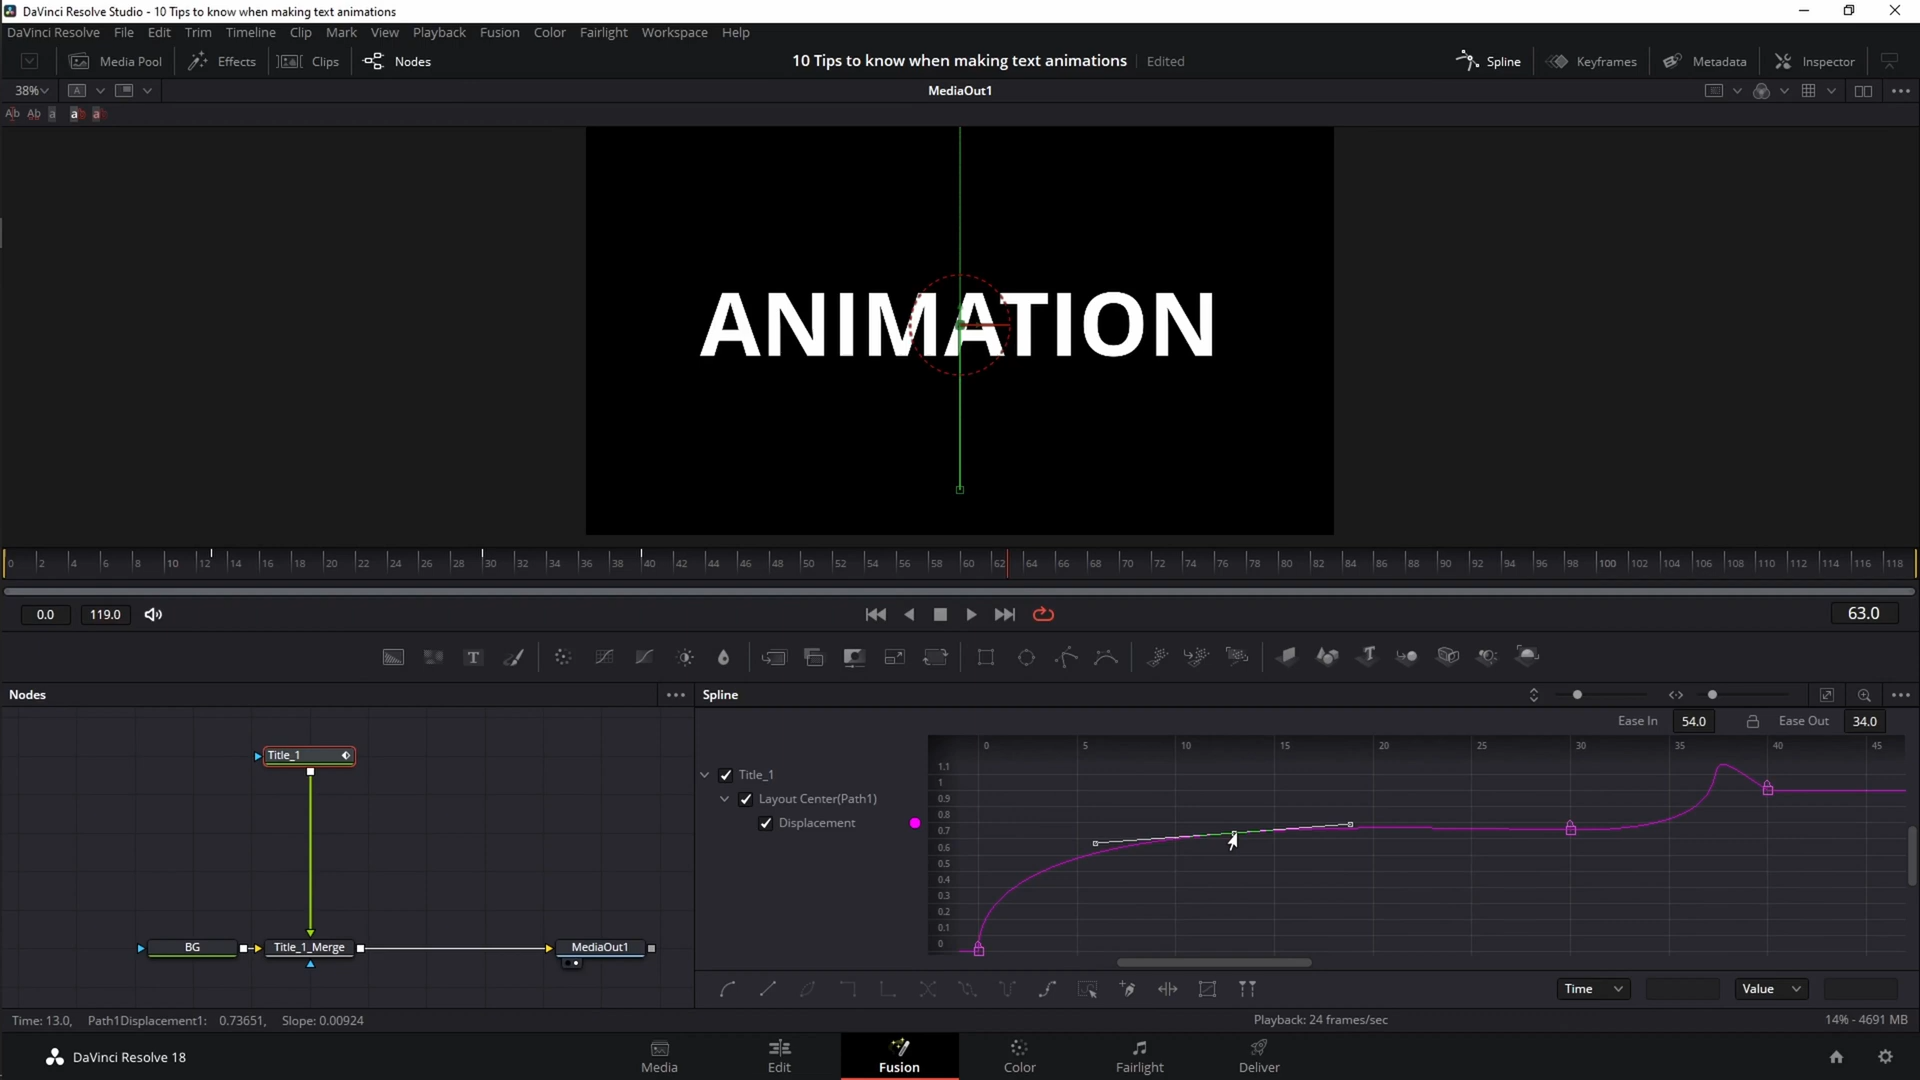 DaVinci Resolve Studio - 10 Tips to know when making text animations
DaVinci Resolve File Edit Trim Timeline Clip Mark View Playback Fusion Color Fairlight Workspace Help
Media Pool Effects Clips Nodes 10 Tips to know when making text animations Edited Spline Keyframes Metadata Inspector
38% A MediaOut1
Ab Ab a a a
ANIMATION
0 2 4 6 8 10 12 14 16 18 20 22 24 26 28 30 32 34 36 38 40 42 44 46 48 50 52 54 56 58 60 62 64 66 68 70 72 74 76 78 80 82 84 86 88 90 92 94 96 98 100 102 104 106 108 110 112 114 116 118
0.0 119.0 63.0
Nodes Spline
Ease In 54.0 Ease Out 34.0
0 5 10 15 20 25 30 35 40 45
Title_1
1.1
Title_1
1
Layout Center(Path1)
0.9
0.8
Displacement
0.7
0.6
0.5
0.4
0.3
0.2
0.1
0
BG Title_1_Merge MediaOut1
Time Value
Time: 13.0, Path1Displacement1: 0.73651, Slope: 0.00924 Playback: 24 frames/sec 14% - 4691 MB
DaVinci Resolve 18 Media Edit Fusion Color Fairlight Deliver